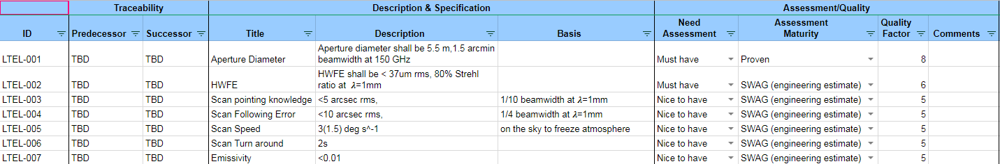 Traceability Description & Specification Assessment/Quality
ID Predecessor Successor Title Description Basis Need Assessment Assessment Maturity Quality Factor Comments
LTEL-001 TBD TBD Aperture Diameter Aperture diameter shall be 5.5 m,1.5 arcmin beamwidth at 150 GHz Must have Proven 8
LTEL-002 TBD TBD HWFE HWFE shall be < 37um rms, 80% Strehl ratio at λ=1mm Must have SWAG (engineering estimate) 6
LTEL-003 TBD TBD Scan pointing knowledge <5 arcsec rms, 1/10 beamwidth at λ=1mm Nice to have SWAG (engineering estimate) 5
LTEL-004 TBD TBD Scan Following Error <10 arcsec rms, 1/4 beamwidth at λ=1mm Nice to have SWAG (engineering estimate) 5
LTEL-005 TBD TBD Scan Speed 3(1.5) deg s^-1 on the sky to freeze atmosphere Nice to have SWAG (engineering estimate) 5
LTEL-006 TBD TBD Scan Turn around 2s Nice to have SWAG (engineering estimate) 5
LTEL-007 TBD TBD Emissivity <0.01 Nice to have SWAG (engineering estimate) 5